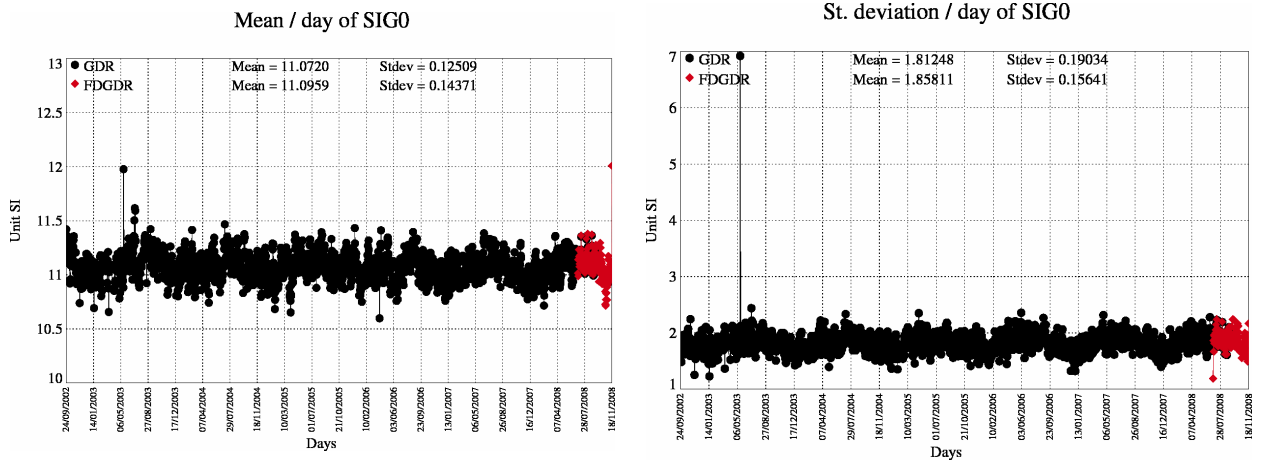 Mean / day of SIG0
GDR Mean = 11.0720 Stdev = 0.12509
FDGDR Mean = 11.0959 Stdev = 0.14371
13
12.5
12
11.5
11
10.5
10
Unit SI
24/09/2002 14/01/2003 06/05/2003 27/08/2003 17/12/2003 07/04/2004 29/07/2004 18/11/2004 10/03/2005 01/07/2005 21/10/2005 10/02/2006 03/06/2006 23/09/2006 13/01/2007 06/05/2007 26/08/2007 16/12/2007 07/04/2008 28/07/2008 18/11/2008
Days
St. deviation / day of SIG0
GDR Mean = 1.81248 Stdev = 0.19034
FDGDR Mean = 1.85811 Stdev = 0.15641
7
6
5
4
3
2
1
Unit SI
24/09/2002 14/01/2003 06/05/2003 27/08/2003 17/12/2003 07/04/2004 29/07/2004 18/11/2004 10/03/2005 01/07/2005 21/10/2005 10/02/2006 03/06/2006 23/09/2006 13/01/2007 06/05/2007 26/08/2007 16/12/2007 07/04/2008 28/07/2008 18/11/2008
Days